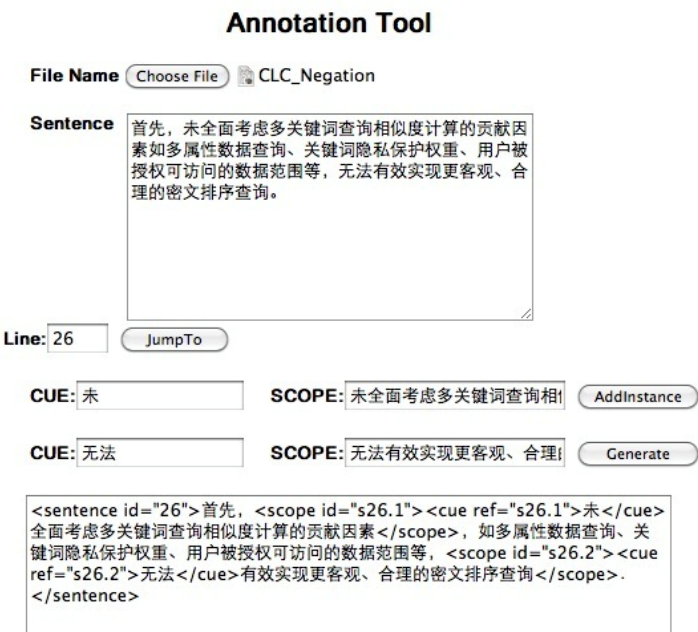 Annotation Tool
File Name Choose File CLC_Negation
Sentence
首先，未全面考虑多关键词查询相似度计算的贡献因
素如多属性数据查询、关键词隐私保护权重、用户被
授权可访问的数据范围等，无法有效实现更客观、合
理的密文排序查询。
Line: 26 JumpTo
CUE: 未 SCOPE: 未全面考虑多关键词查询相 AddInstance
CUE: 无法 SCOPE: 无法有效实现更客观、合理 Generate
<sentence id="26">首先，<scope id="s26.1"><cue ref="s26.1">未</cue>
全面考虑多关键词查询相似度计算的贡献因素</scope>，如多属性数据查询、关
键词隐私保护权重、用户被授权可访问的数据范围等，<scope id="s26.2"><cue
ref="s26.2">无法</cue>有效实现更客观、合理的密文排序查询</scope>.
</sentence>